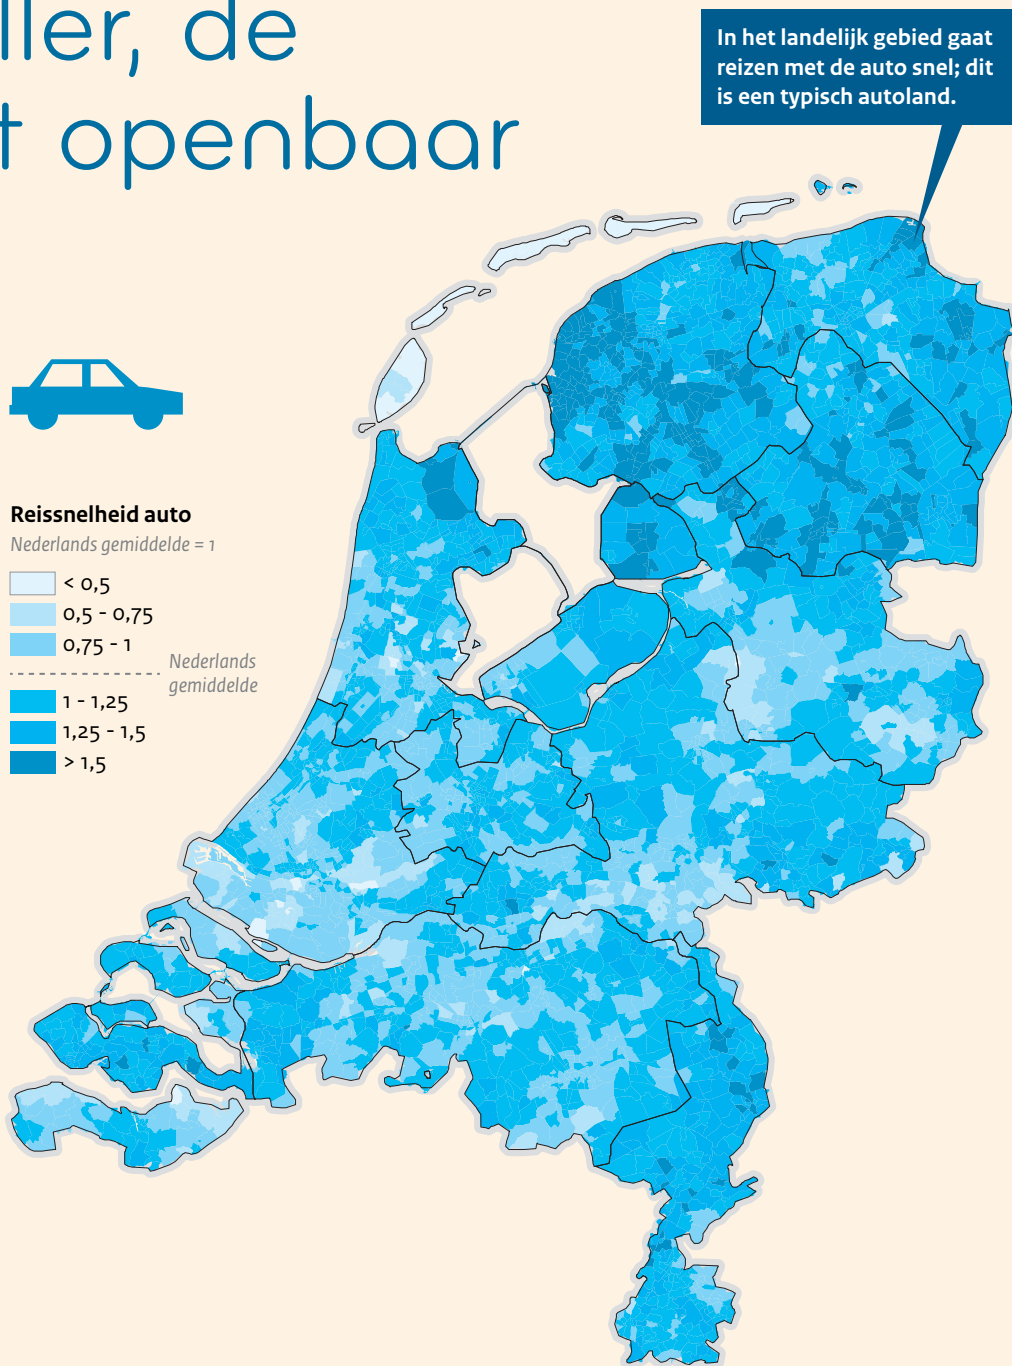 ller, de
t openbaar
In het landelijk gebied gaat
reizen met de auto snel; dit
is een typisch autoland.
Reissnelheid auto
Nederlands gemiddelde = 1
< 0,5
0,5 - 0,75
0,75 - 1
Nederlands
gemiddelde
1 - 1,25
1,25 - 1,5
> 1,5